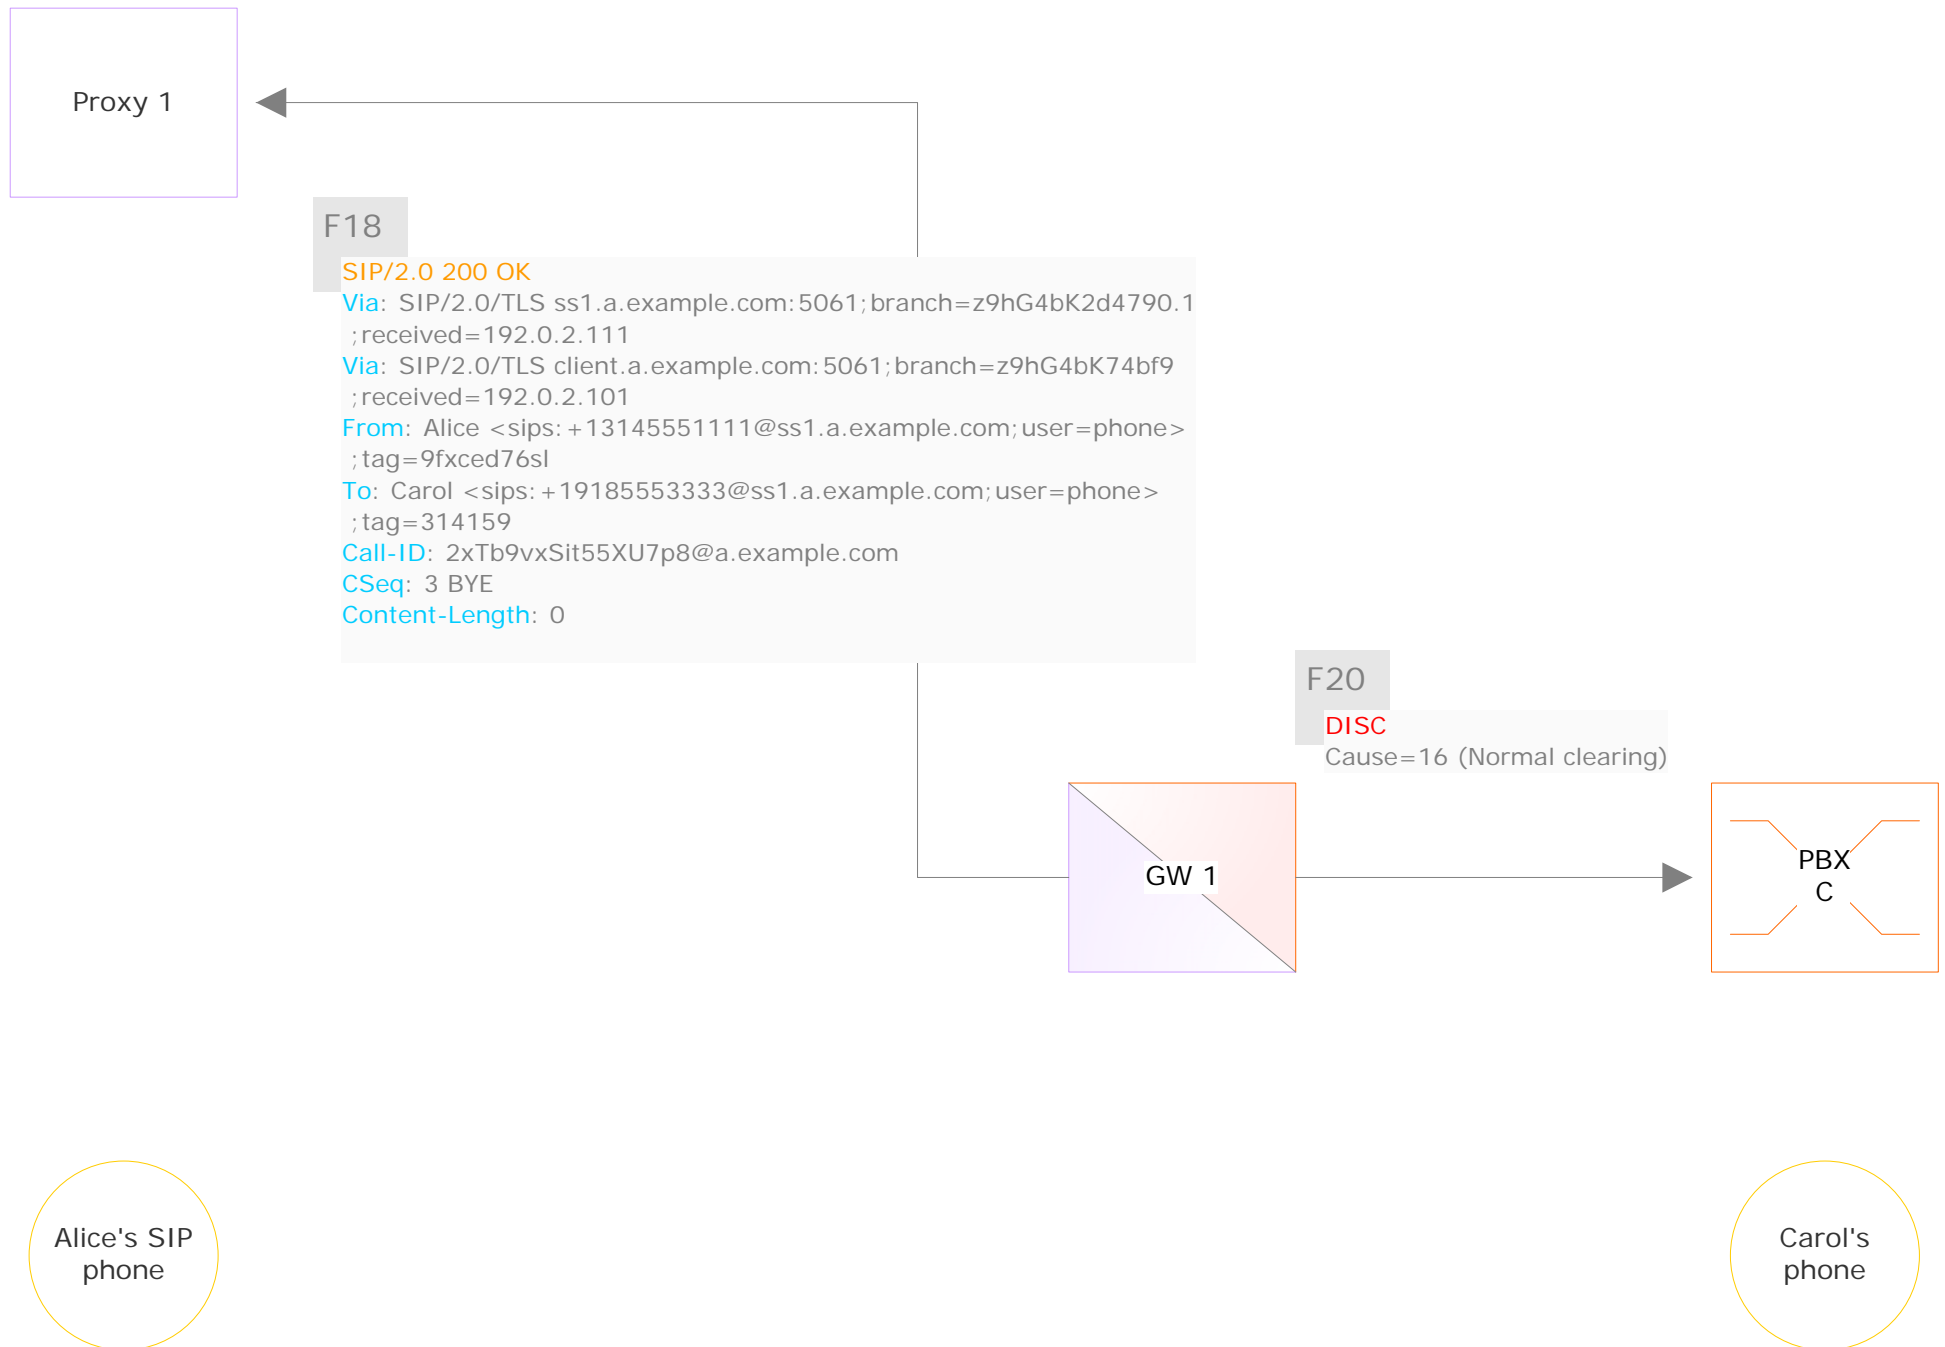 Proxy 1
F18
SIP/2.0 200 OK
Via: SIP/2.0/TLS ss1.a.example.com:5061;branch=z9hG4bK2d4790.1
;received=192.0.2.111
Via: SIP/2.0/TLS client.a.example.com:5061;branch=z9hG4bK74bf9
;received=192.0.2.101
From: Alice <sips:+13145551111@ss1.a.example.com;user=phone>
;tag=9fxced76sl
To: Carol <sips:+19185553333@ss1.a.example.com;user=phone>
;tag=314159
Call-ID: 2xTb9vxSit55XU7p8@a.example.com
CSeq: 3 BYE
Content-Length: 0
F20
DISC
Cause=16 (Normal clearing)
GW 1
PBX
C
Alice's SIP
phone
Carol's
phone